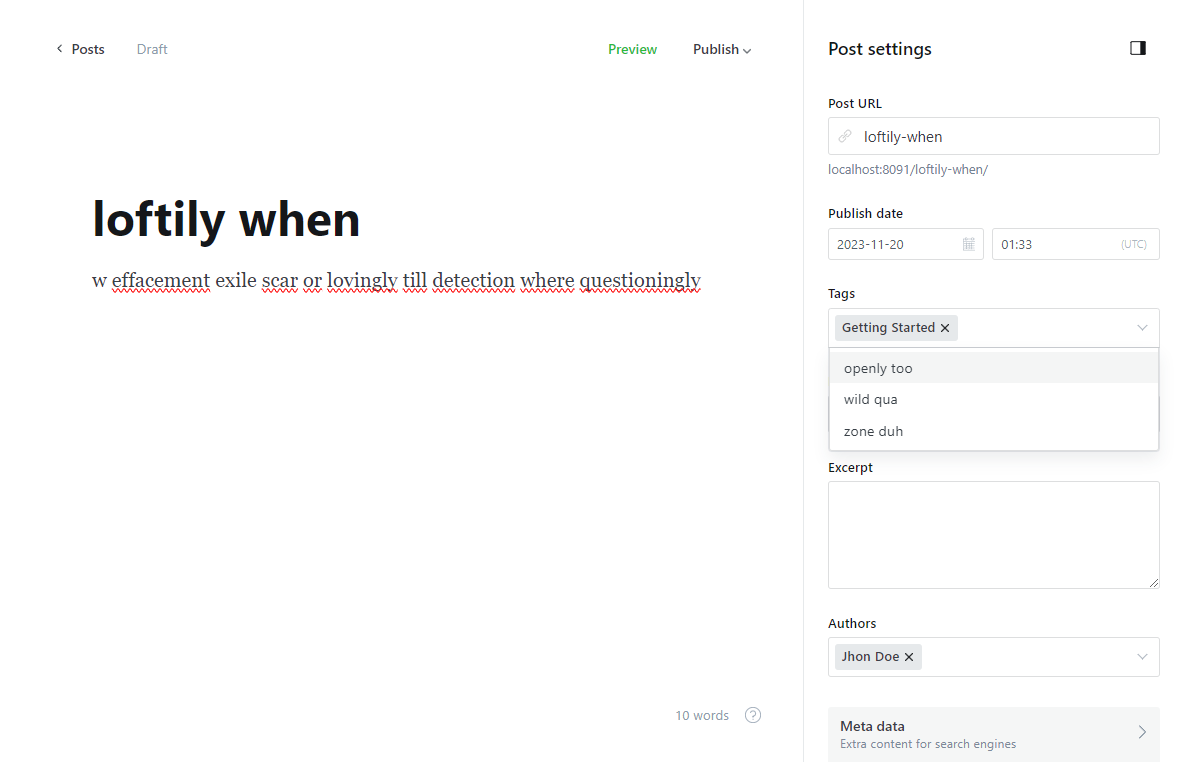 Posts
Draft
Preview
Publish
loftily when
w effacement exile scar or lovingly till detection where questioningly
10 words
?
Post settings
Post URL
loftily-when
localhost:8091/loftily-when/
Publish date
2023-11-20
01:33
(UTC)
Tags
Getting Started ×
openly too
wild qua
zone duh
Excerpt
Authors
Jhon Doe ×
Meta data
Extra content for search engines